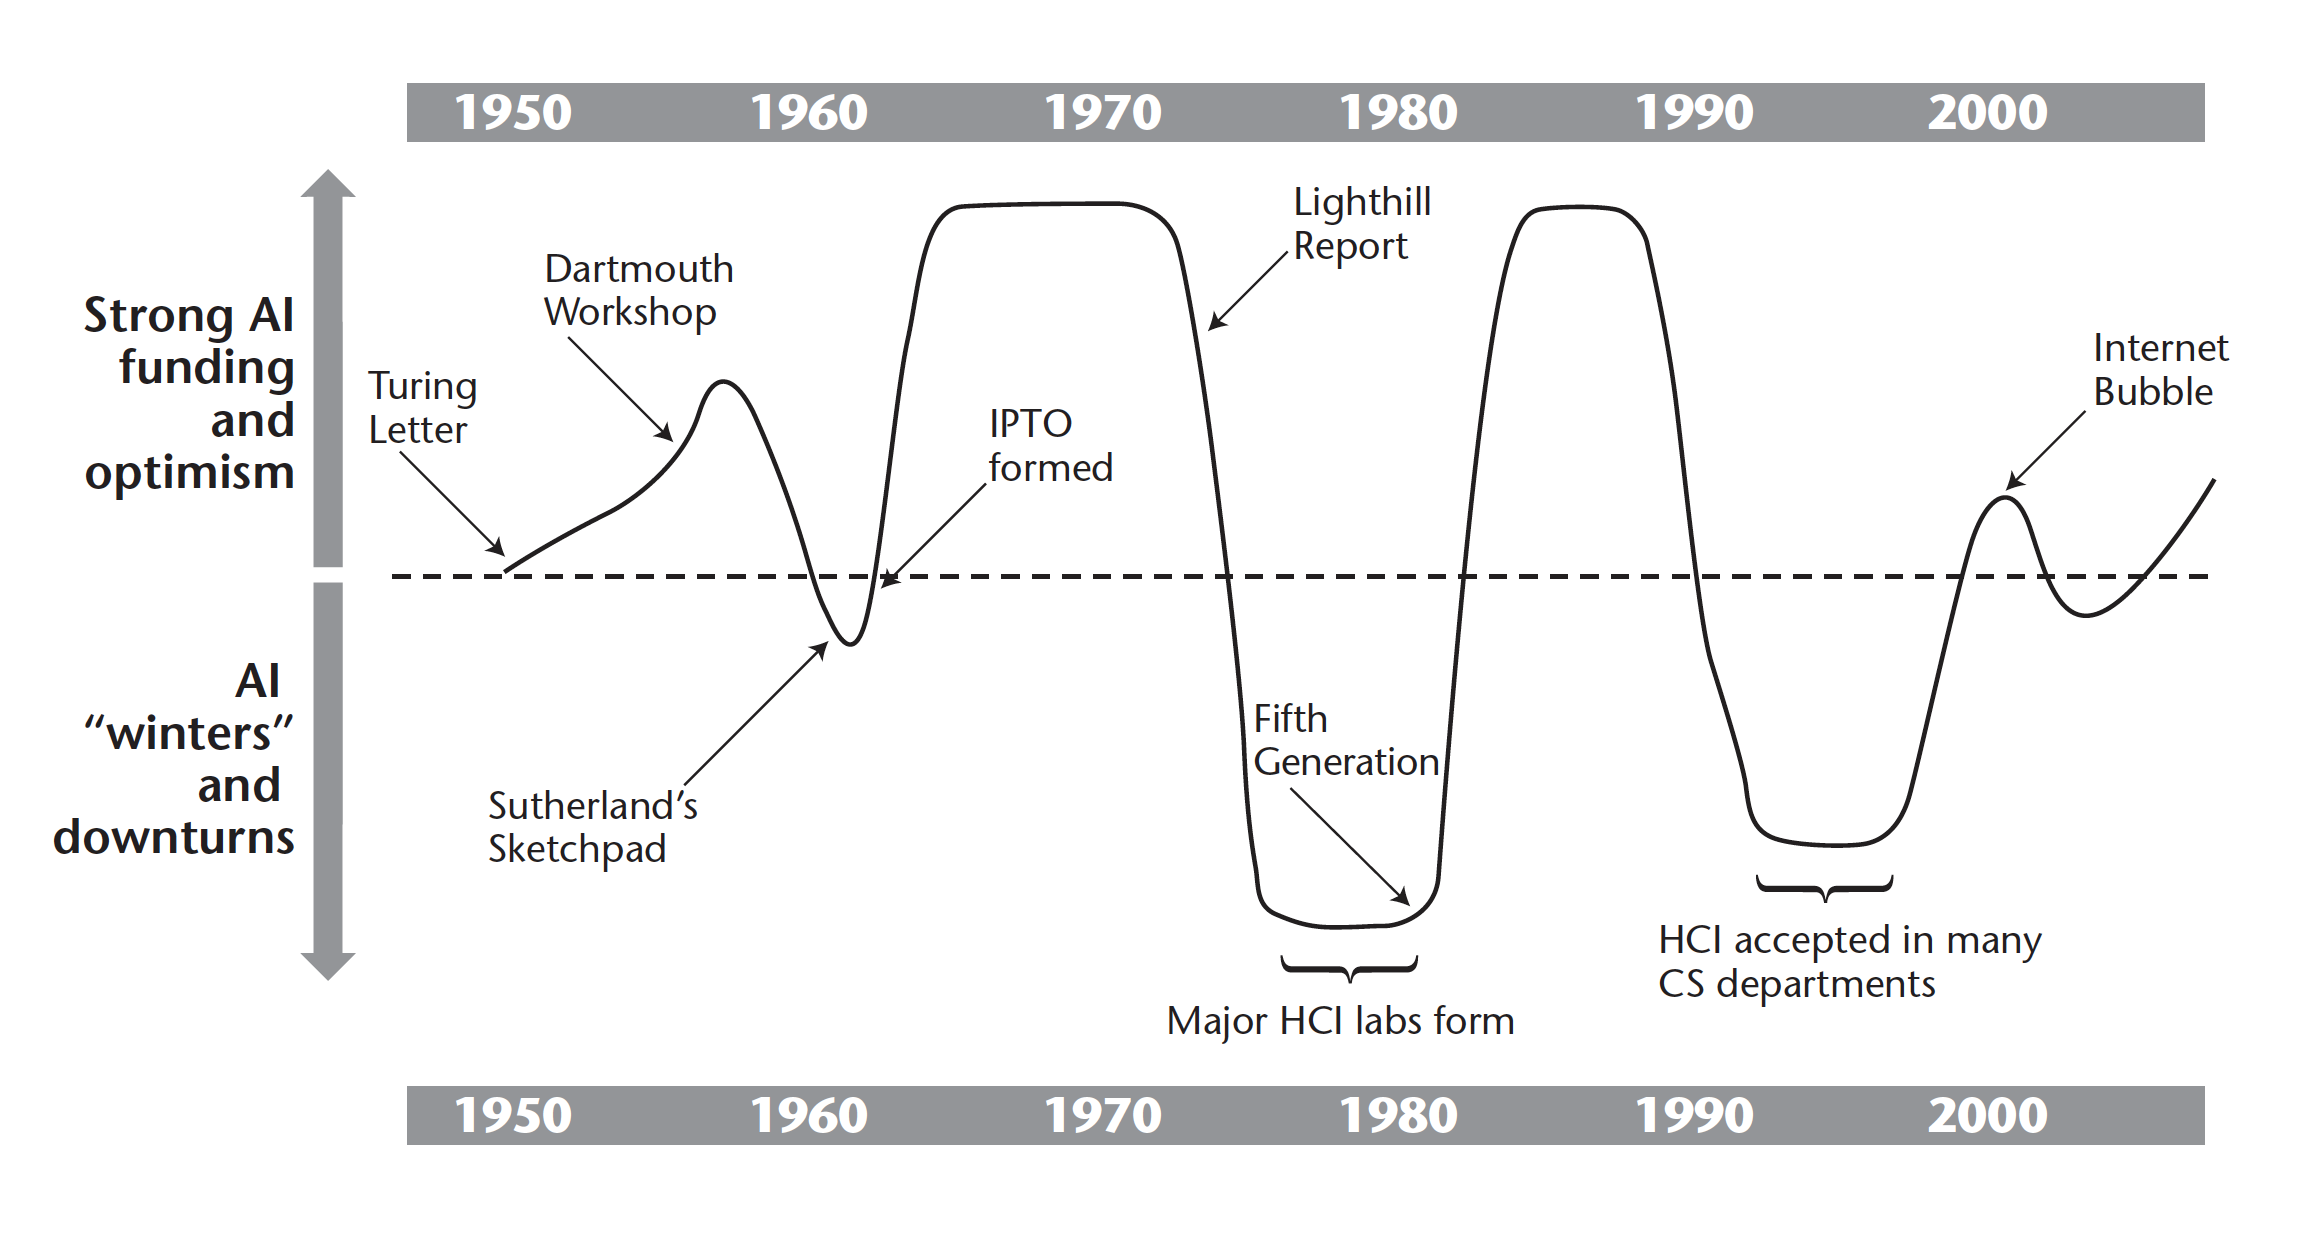 1950 1960 1970 1980 1990 2000
Strong AI
funding
and
optimism
AI
“winters”
and
downturns
Turing
Letter
Dartmouth
Workshop
Sutherland’s
Sketchpad
IPTO
formed
Lighthill
Report
Fifth
Generation
Major HCI labs form
HCI accepted in many
CS departments
Internet
Bubble
1950 1960 1970 1980 1990 2000